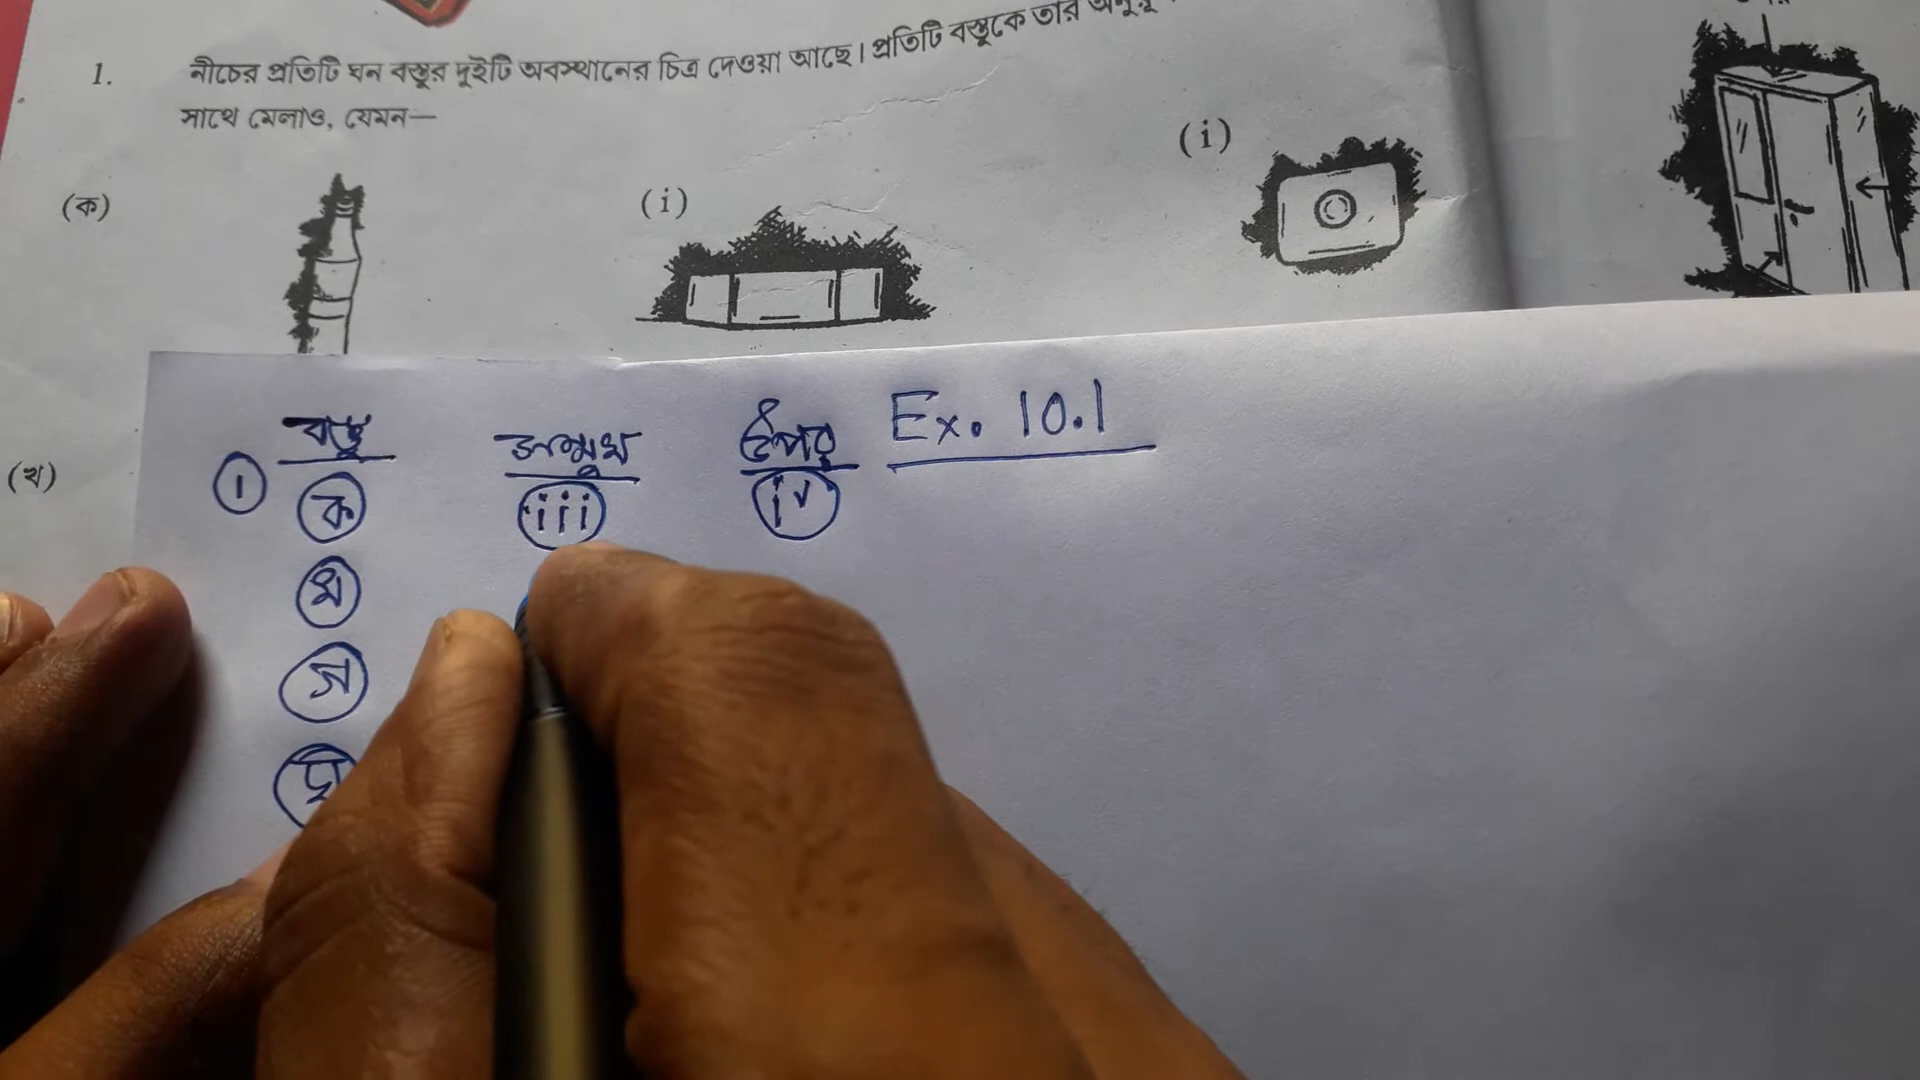 1. নীচের প্রতিটি ঘন বস্তুর দুইটি অবস্থানের চিত্র দেওয়া আছে। প্রতিটি বস্তুকে তার
সাথে মেলাও, যেমন—
(ক) (i) (i)
(খ)
Ex. 10.1
বস্তু সন্মুখ উপর
1 ক iii iv
খ
গ
ঘ